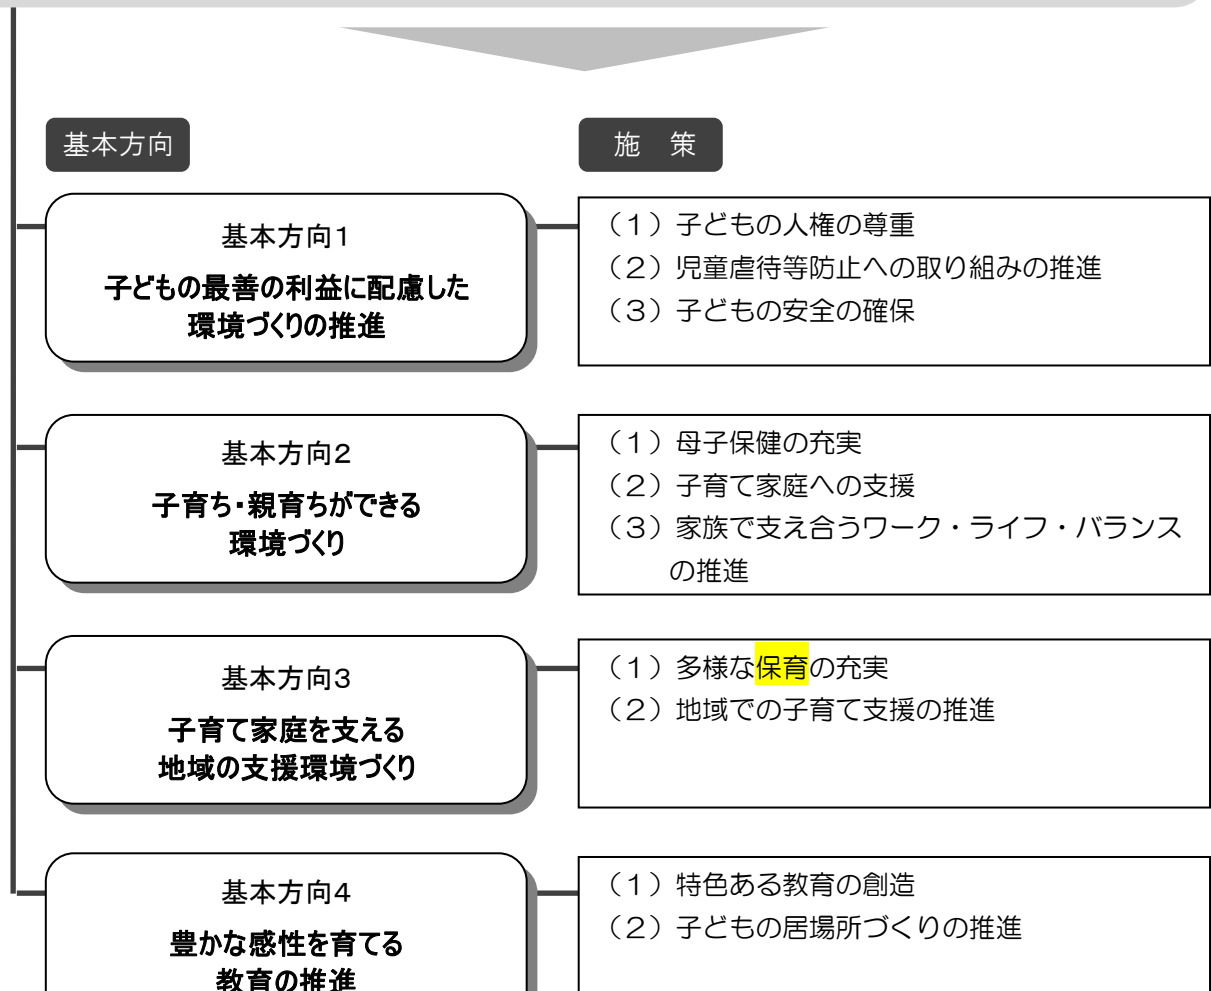 基本方向
施　策
基本方向1
子どもの最善の利益に配慮した
環境づくりの推進
（１）子どもの人権の尊重
（２）児童虐待等防止への取り組みの推進
（３）子どもの安全の確保
基本方向2
子育ち・親育ちができる
環境づくり
（１）母子保健の充実
（２）子育て家庭への支援
（３）家族で支え合うワーク・ライフ・バランス
の推進
基本方向3
子育て家庭を支える
地域の支援環境づくり
（１）多様な保育の充実
（２）地域での子育て支援の推進
基本方向4
豊かな感性を育てる
教育の推進
（１）特色ある教育の創造
（２）子どもの居場所づくりの推進